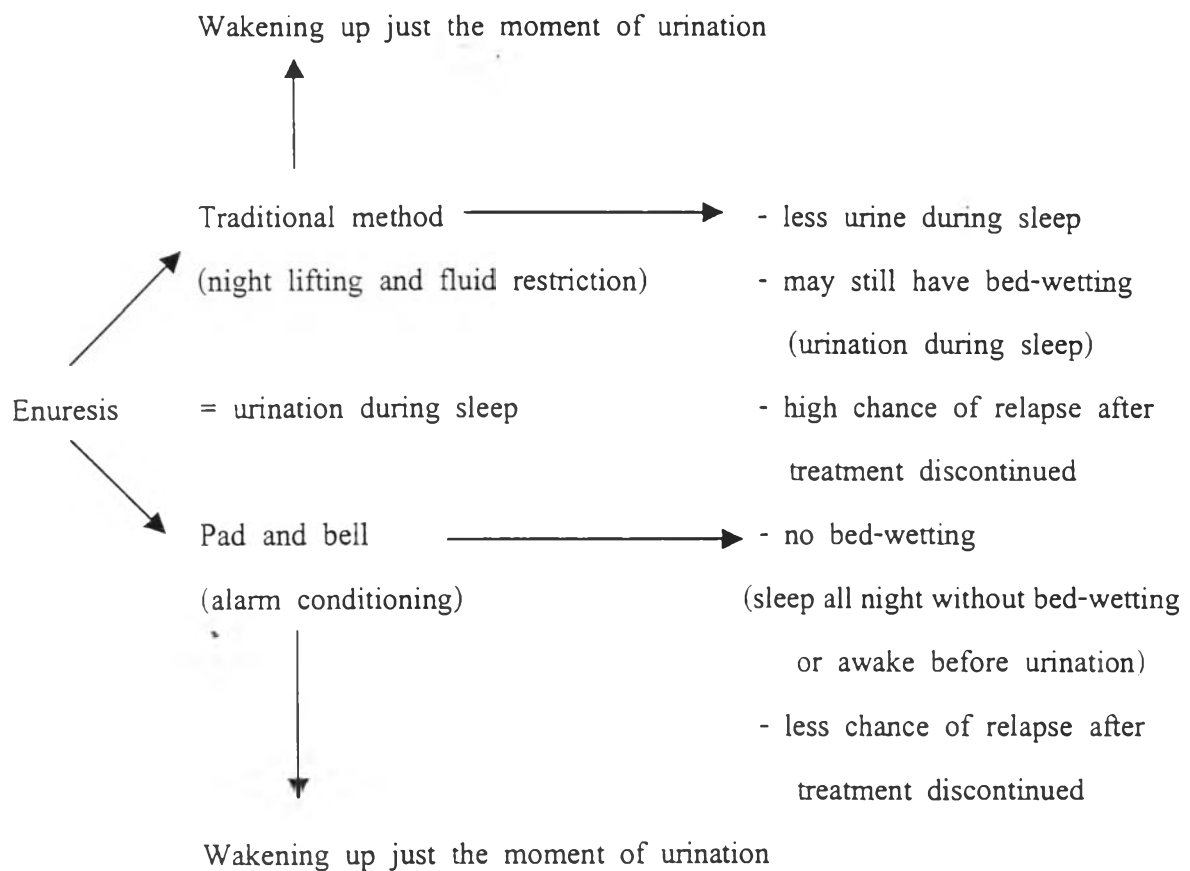 Wakening up just the moment of urination
Traditional method - less urine during sleep
(night lifting and fluid restriction) - may still have bed-wetting
(urination during sleep)
Enuresis = urination during sleep - high chance of relapse after
treatment discontinued
Pad and bell - no bed-wetting
(alarm conditioning) (sleep all night without bed-wetting
or awake before urination)
- less chance of relapse after
treatment discontinued
Wakening up just the moment of urination